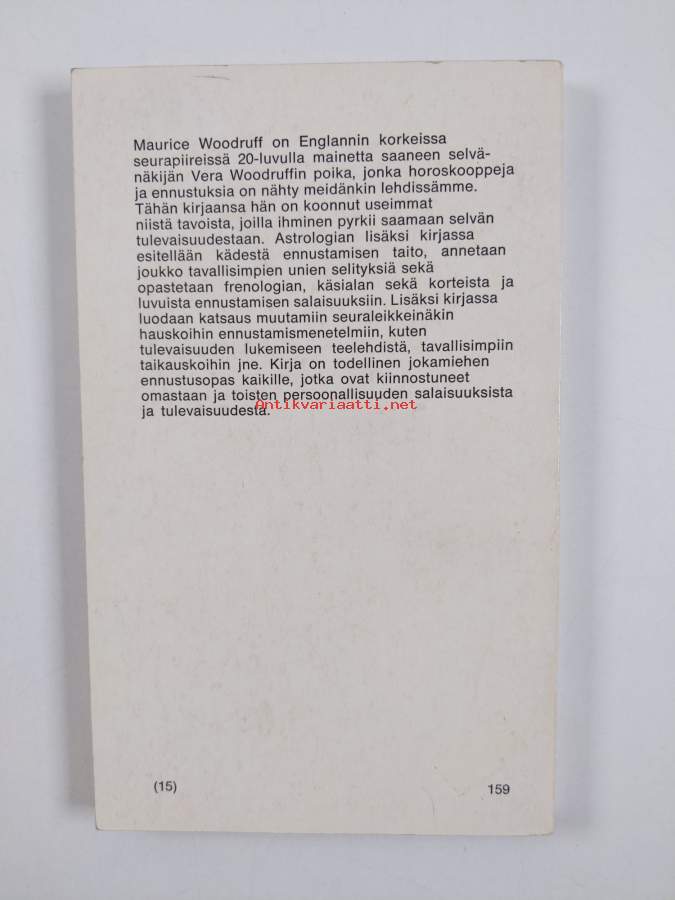 Maurice Woodruff on Englannin korkeissa
seurapiireissä 20-luvulla mainetta saaneen selvä-
näkijän Vera Woodruffin poika, jonka horoskooppeja
ja ennustuksia on nähty meidänkin lehdissämme.
Tähän kirjaansa hän on koonnut useimmat
niistä tavoista, joilla ihminen pyrkii saamaan selvän
tulevaisuudestaan. Astrologian lisäksi kirjassa
esitellään kädestä ennustamisen taito, annetaan
joukko tavallisimpien unien selityksiä sekä
opastetaan frenologian, käsialan sekä korteista ja
luvuista ennustamisen salaisuuksiin. Lisäksi kirjassa
luodaan katsaus muutamiin seuraleikkeinäkin
hauskoihin ennustamismenetelmiin, kuten
tulevaisuuden lukemiseen teelehdistä, tavallisimpiin
taikauskoihin jne. Kirja on todellinen jokamiehen
ennustusopas kaikille, jotka ovat kiinnostuneet
omastaan ja toisten persoonallisuuden salaisuuksista
Antikvariaatti.net
ja tulevaisuudesta.
(15) 159